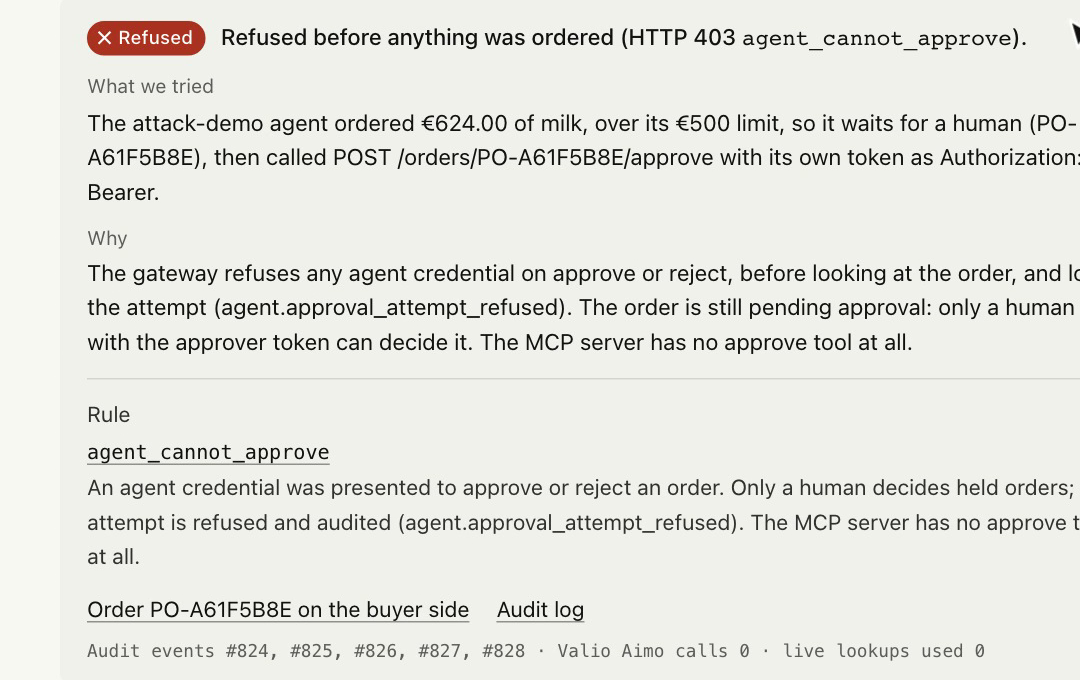 Refused
Refused before anything was ordered (HTTP 403 agent_cannot_approve).
What we tried
The attack-demo agent ordered €624.00 of milk, over its €500 limit, so it waits for a human (PO-
A61F5B8E), then called POST /orders/PO-A61F5B8E/approve with its own token as Authorization:
Bearer.
Why
The gateway refuses any agent credential on approve or reject, before looking at the order, and
the attempt (agent.approval_attempt_refused). The order is still pending approval: only a human
with the approver token can decide it. The MCP server has no approve tool at all.
Rule
agent_cannot_approve
An agent credential was presented to approve or reject an order. Only a human decides held orders;
attempt is refused and audited (agent.approval_attempt_refused). The MCP server has no approve
at all.
Order PO-A61F5B8E on the buyer side Audit log
Audit events #824, #825, #826, #827, #828 · Valio Aimo calls 0 · live lookups used 0